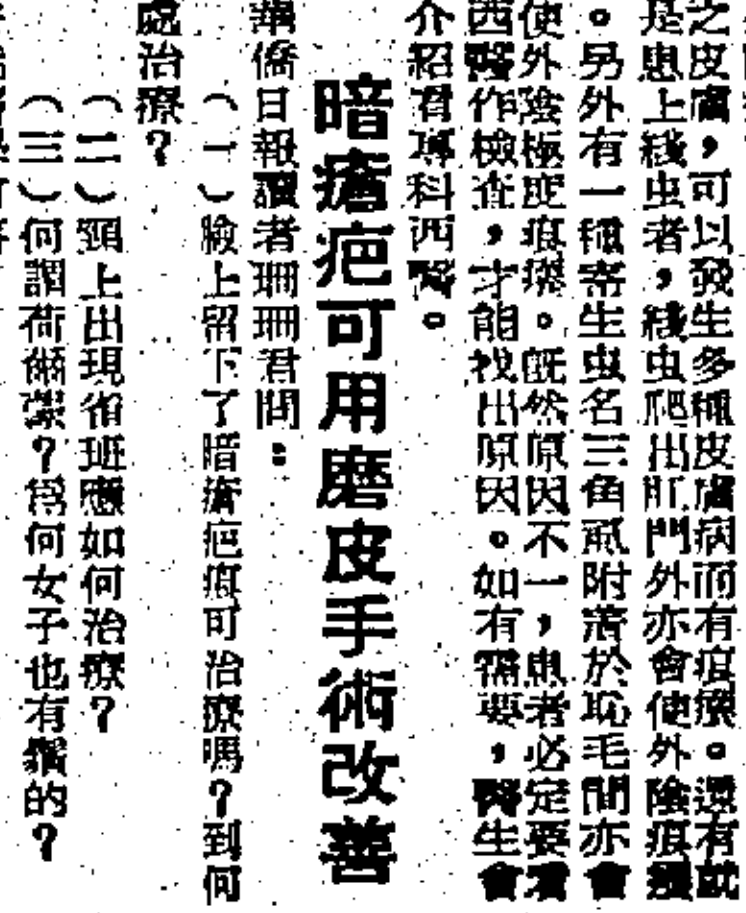 之皮膚，可以發生多種皮膚病而有痕癢。還有就
是患上綫虫者，綫虫爬出肛門外亦會使外陰痕癢
。另外有一種寄生虫名三角虱附着於恥毛間亦會
使外陰極度痕癢。旣然原因不一，患者必定要看
西醫作檢查，才能找出原因。如有需要，醫生會
介紹君專科西醫。
暗瘡疤可用磨皮手術改善
華僑日報讀者珊珊君問：
（一）臉上留下了暗瘡疤痕可治療嗎？到何
處治療？
（二）頸上出現有斑應如何治療？
（三）何謂荷爾蒙？爲何女子也有鬚的？